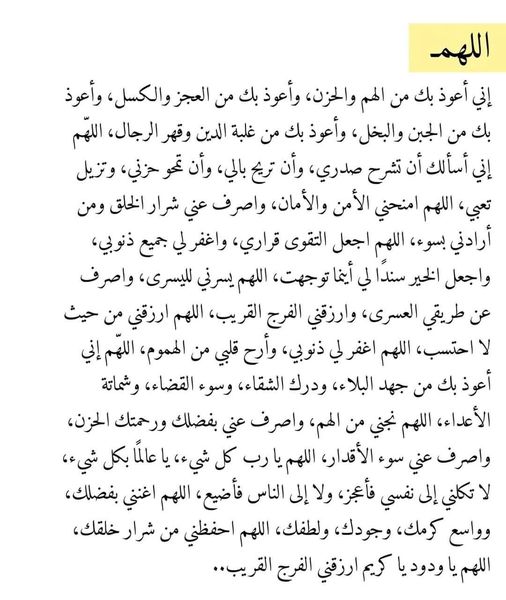 اللهمـ
إني أعوذ بك من الهم والحزن، وأعوذ بك من العجز والكسل، وأعوذ
بك من الجبن والبخل، وأعوذ بك من غلبة الدين وقهر الرجال، اللهّم
إني أسألك أن تشرح صدري، وأن تريح بالي، وأن تمحو حزني، وتزيل
تعبي، اللهم امنحني الأمن والأمان، واصرف عني شرار الخلق ومن
أرادني بسوء، اللهم اجعل التقوى قراري، واغفر لي جميع ذنوبي،
واجعل الخير سندًا لي أينما توجهت، اللهم يسرني لليسرى، واصرف
عن طريقي العسرى، وارزقني الفرج القريب، اللهم ارزقني من حيث
لا احتسب، اللهم اغفر لي ذنوبي، وأرح قلبي من الهموم، اللهّم إني
أعوذ بك من جهد البلاء، ودرك الشقاء، وسوء القضاء، وشماتة
الأعداء، اللهم نجني من الهم، واصرف عني بفضلك ورحمتك الحزن،
واصرف عني سوء الأقدار، اللهم يا رب كل شيء، يا عالمًا بكل شيء،
لا تكلني إلى نفسي فأعجز، ولا إلى الناس فأضيع، اللهم اغنني بفضلك،
وواسع كرمك، وجودك، ولطفك، اللهم احفظني من شرار خلقك،
اللهم يا ودود يا كريم ارزقني الفرج القريب..